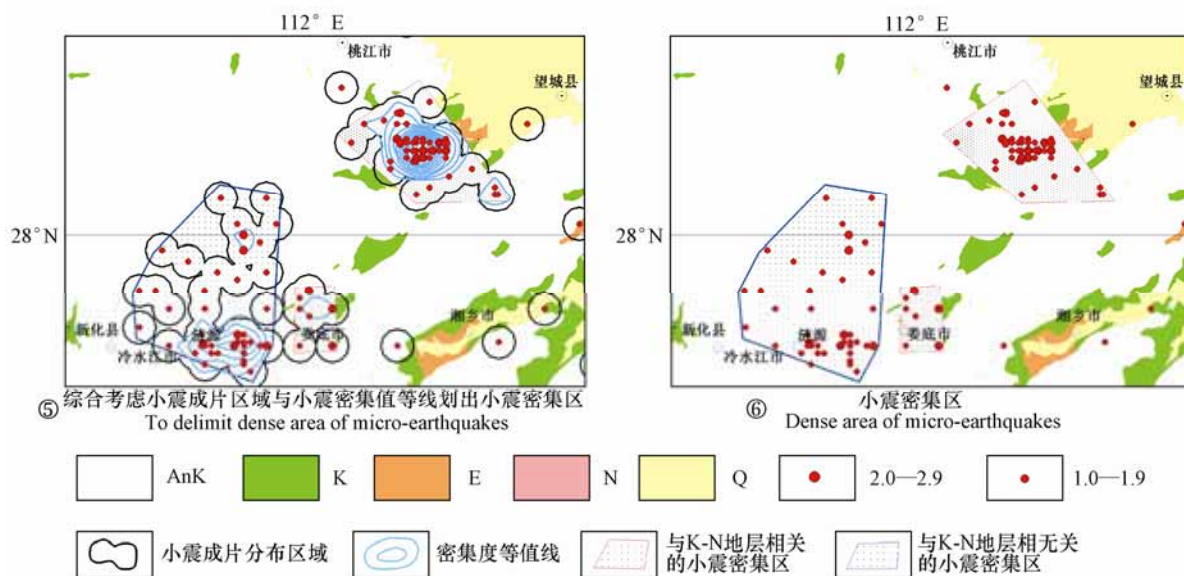 112° E
112° E
桃江市
桃江市
望城县
望城县
28°N
28°N
新化县
涟源
冷水江市
娄底市
湘乡市
新化县
涟源
冷水江市
娄底市
湘乡市
⑤ 综合考虑小震成片区域与小震密集值等线划出小震密集区
To delimit dense area of micro-earthquakes
⑥ 小震密集区
Dense area of micro-earthquakes
AnK
K
E
N
Q
2.0—2.9
1.0—1.9
小震成片分布区域
密集度等值线
与K-N地层相关
的小震密集区
与K-N地层相无关
的小震密集区